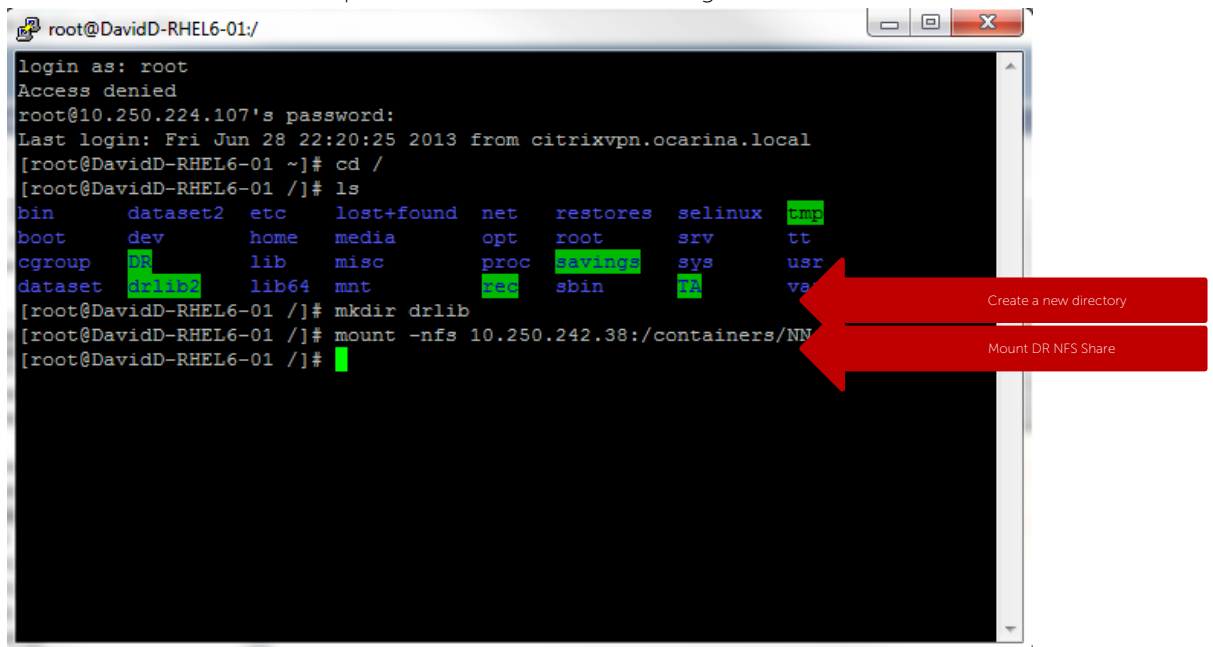 root@DavidD-RHEL6-01:/
login as: root
Access denied
root@10.250.224.107's password:
Last login: Fri Jun 28 22:20:25 2013 from citrixvpn.ocarina.local
[root@DavidD-RHEL6-01 ~]# cd /
[root@DavidD-RHEL6-01 /]# ls
bin dataset2 etc lost+found net restores selinux tmp
boot dev home media opt root srv tt
cgroup DR lib misc proc savings sys usr
dataset drlib2 lib64 mnt rec sbin TA
[root@DavidD-RHEL6-01 /]# mkdir drlib
Create a new directory
[root@DavidD-RHEL6-01 /]# mount -nfs 10.250.242.38:/containers/NN
Mount DR NFS Share
[root@DavidD-RHEL6-01 /]#